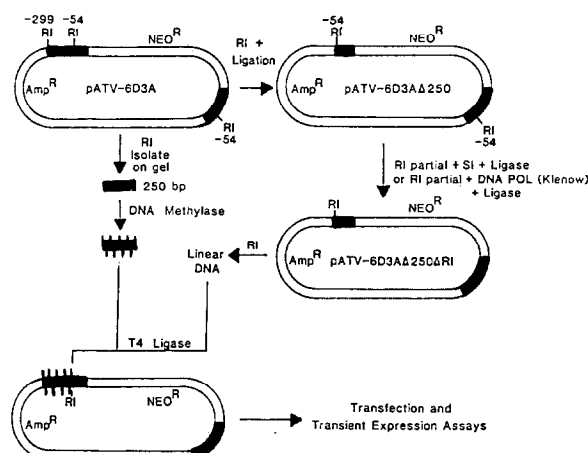 -299 -54
RI RI
NEO^R
Amp^R
pATV-6D3A
RI
-54
RI +
Ligation
-54
RI
NEO^R
Amp^R
pATV-6D3AΔ250
RI
-54
RI
Isolate
on gel
250 bp
DNA Methylase
RI partial + SI + Ligase
or RI partial + DNA POL (Klenow)
+ Ligase
RI
NEO^R
Amp^R
pATV-6D3AΔ250ΔRI
RI
Linear
DNA
T4 Ligase
RI
NEO^R
Amp^R
Transfection and
Transient Expression Assays